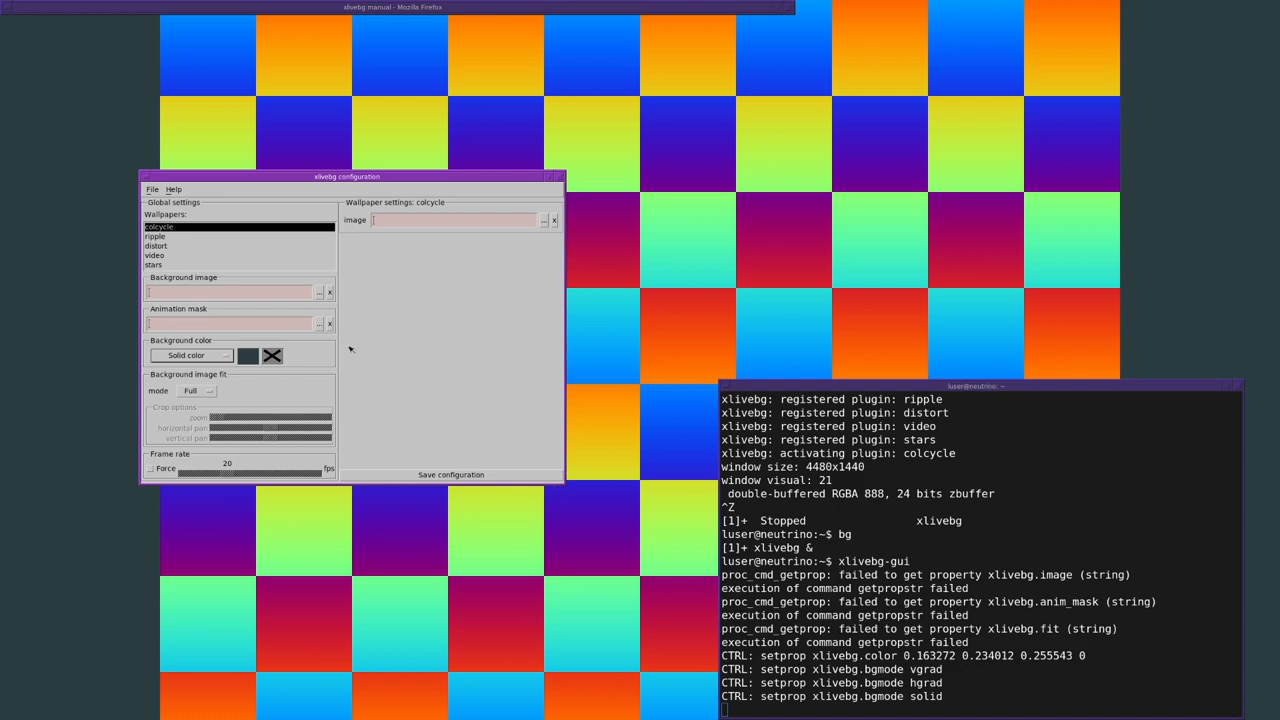 xlivebg manual - Mozilla Firefox
xlivebg configuration
File Help
Global settings
Wallpapers:
colcycle
ripple
distort
video
stars
Background image
... x
Animation mask
... x
Background color
Solid color
Background image fit
mode Full
Crop options
zoom
horizontal pan
vertical pan
Frame rate
20
Force fps
Wallpaper settings: colcycle
image ... x
Save configuration
luser@neutrino: ~
xlivebg: registered plugin: ripple
xlivebg: registered plugin: distort
xlivebg: registered plugin: video
xlivebg: registered plugin: stars
xlivebg: activating plugin: colcycle
window size: 4480x1440
window visual: 21
double-buffered RGBA 888, 24 bits zbuffer
^Z
[1]+ Stopped xlivebg
luser@neutrino:~$ bg
[1]+ xlivebg &
luser@neutrino:~$ xlivebg-gui
proc_cmd_getprop: failed to get property xlivebg.image (string)
execution of command getpropstr failed
proc_cmd_getprop: failed to get property xlivebg.anim_mask (string)
execution of command getpropstr failed
proc_cmd_getprop: failed to get property xlivebg.fit (string)
execution of command getpropstr failed
CTRL: setprop xlivebg.color 0.163272 0.234012 0.255543 0
CTRL: setprop xlivebg.bgmode vgrad
CTRL: setprop xlivebg.bgmode hgrad
CTRL: setprop xlivebg.bgmode solid